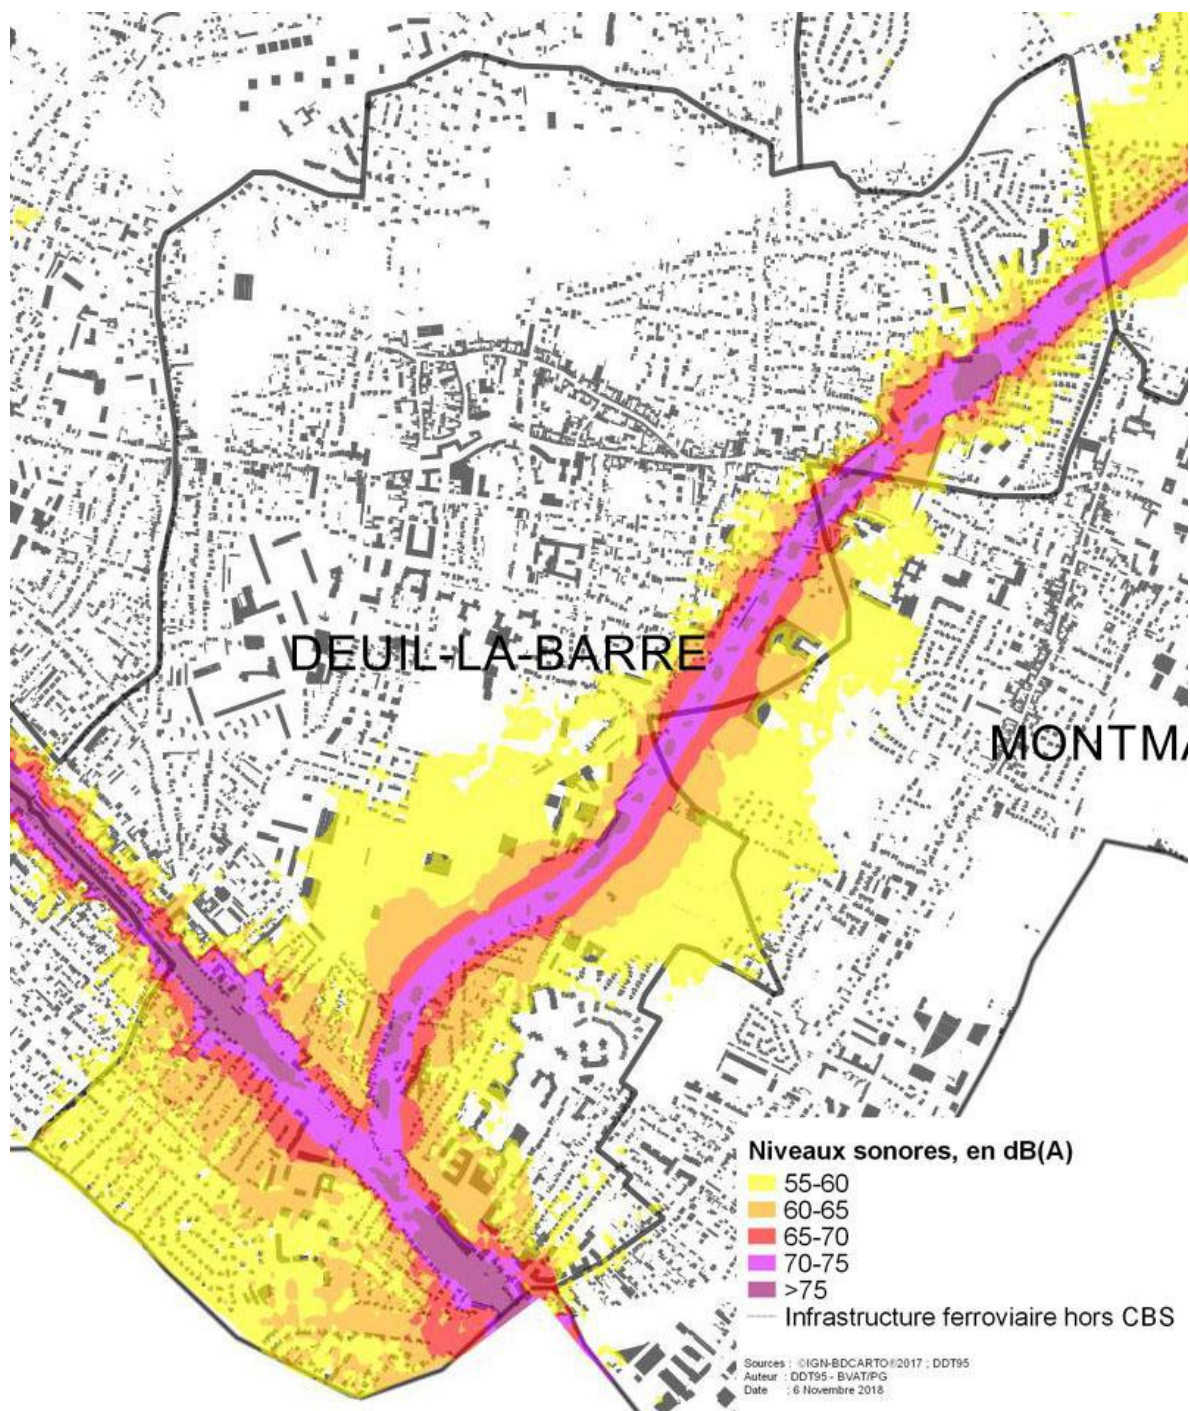 DEUIL-LA-BARRE
MONTMA
Niveaux sonores, en dB(A)
55-60
60-65
65-70
70-75
>75
Infrastructure ferroviaire hors CBS
Sources : ©IGN-BDCARTO®2017 ; DDT95
Auteur : DDT95 - BVAT/PG
Date : 6 Novembre 2018